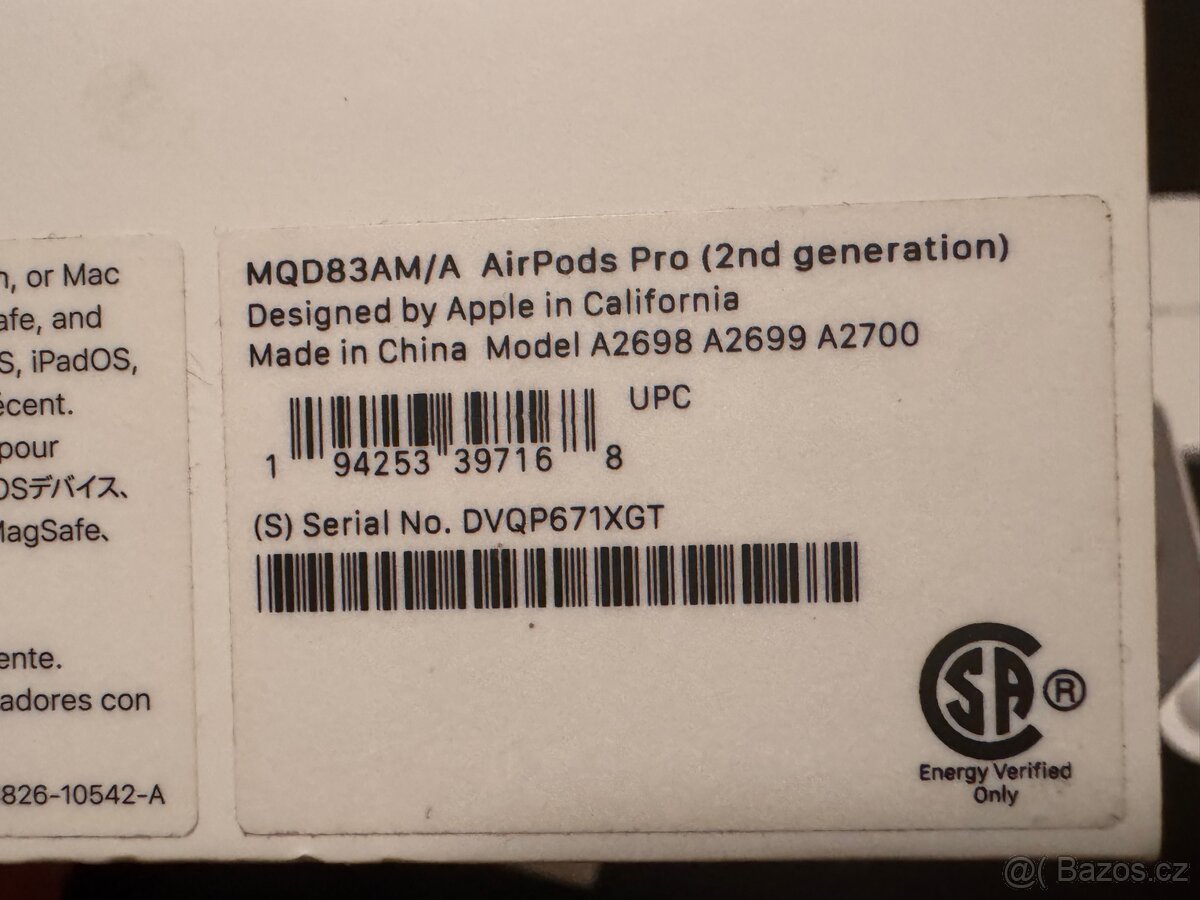 n, or Mac
afe, and
S, iPadOS,
écent.
pour
OSデバイス、
MagSafe、
ente.
adores con
826-10542-A
MQD83AM/A AirPods Pro (2nd generation)
Designed by Apple in California
Made in China Model A2698 A2699 A2700
UPC
1 94253 39716 8
(S) Serial No. DVQP671XGT
SA ®
Energy Verified
Only
@( Bazos.cz